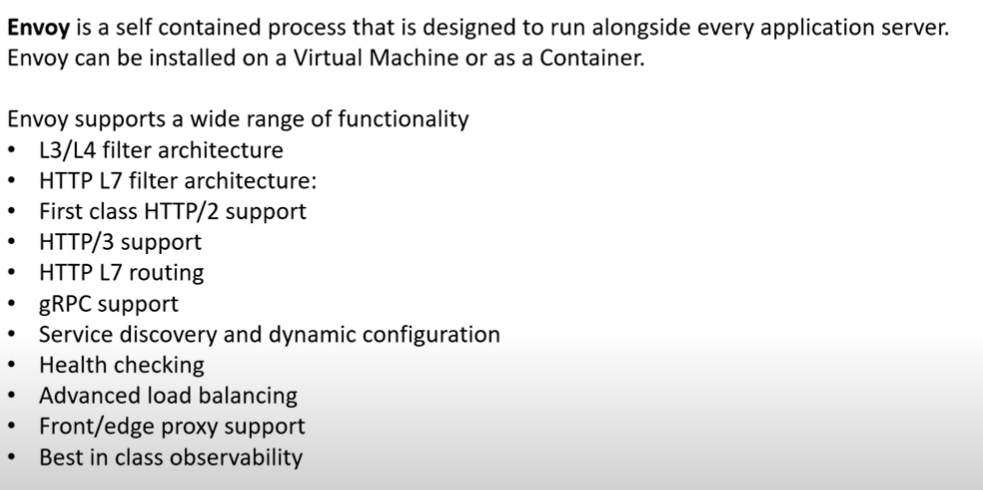 Envoy is a self contained process that is designed to run alongside every application server.
Envoy can be installed on a Virtual Machine or as a Container.
Envoy supports a wide range of functionality
• L3/L4 filter architecture
• HTTP L7 filter architecture:
• First class HTTP/2 support
• HTTP/3 support
• HTTP L7 routing
• gRPC support
• Service discovery and dynamic configuration
• Health checking
• Advanced load balancing
• Front/edge proxy support
• Best in class observability